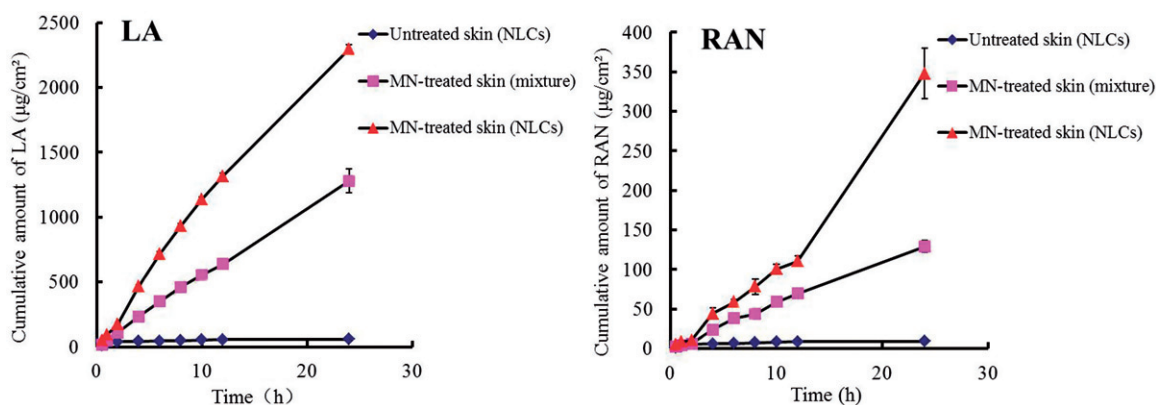 LA
Untreated skin (NLCs)
MN-treated skin (mixture)
MN-treated skin (NLCs)
Cumulative amount of LA (µg/cm²)
2500
2000
1500
1000
500
0
0 10 20 30
Time（h）
RAN
Untreated skin (NLCs)
MN-treated skin (mixture)
MN-treated skin (NLCs)
Cumulative amount of RAN (µg/cm²)
400
350
300
250
200
150
100
50
0
0 10 20 30
Time (h)